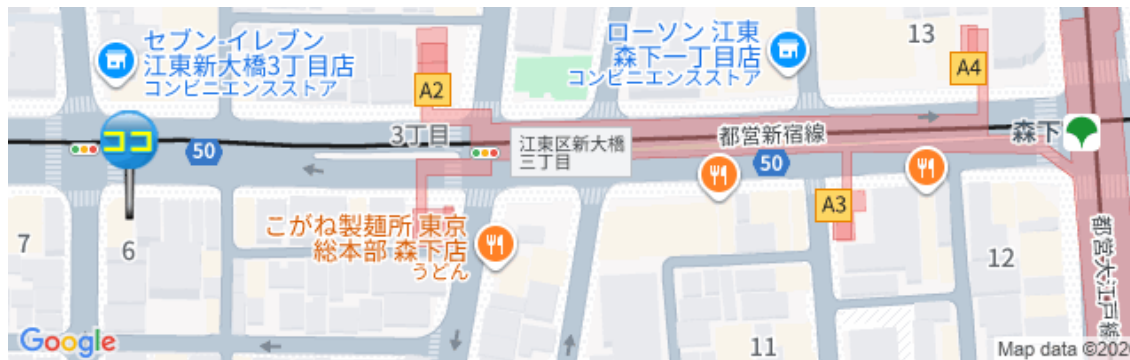 セブン-イレブン
江東新大橋3丁目店
コンビニエンスストア
ローソン 江東
森下一丁目店
コンビニエンスストア
13
A2
A4
ココ
50
3丁目
江東区新大橋
三丁目
都営新宿線
50
森下
A3
こがね製麺所 東京
総本部 森下店
うどん
7
6
12
都営大江戸線
11
Google
Map data ©202